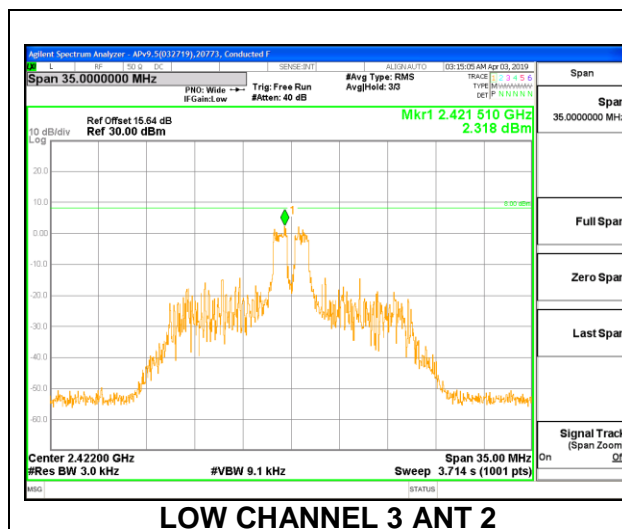 Agilent Spectrum Analyzer - APv9.5(032719),20773, Conducted F
L RF 50 Ω DC SENSE:INT ALIGN AUTO 03:15:05 AM Apr 03, 2019
Span 35.0000000 MHz
PNO: Wide
IFGain:Low
Trig: Free Run
#Atten: 40 dB
#Avg Type: RMS
Avg|Hold: 3/3
TRACE 1 2 3 4 5 6
TYPE M
DET P N N N N N
Ref Offset 15.64 dB
Ref 30.00 dBm
10 dB/div
Log
Mkr1 2.421 510 GHz
2.318 dBm
20.0
10.0
0.00
-10.0
-20.0
-30.0
-40.0
-50.0
-60.0
8.00 dBm
1
Center 2.42200 GHz
Span 35.00 MHz
#Res BW 3.0 kHz
#VBW 9.1 kHz
Sweep 3.714 s (1001 pts)
MSG
STATUS
Span
Span
35.0000000 MHz
Full Span
Zero Span
Last Span
Signal Track
(Span Zoom
On Of
LOW CHANNEL 3 ANT 2